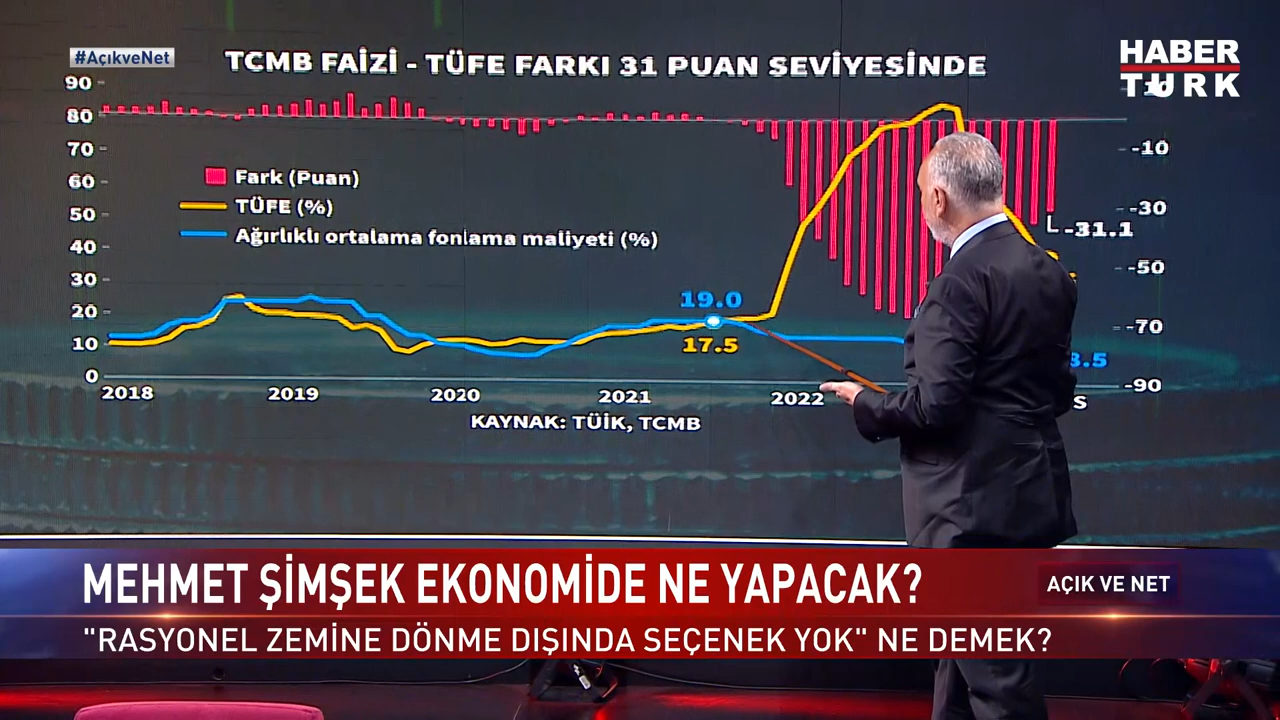 #AçıkveNet
TCMB FAİZİ - TÜFE FARKI 31 PUAN SEVİYESİNDE
HABER
TÜRK
90
80
70
60
50
40
30
20
10
0
Fark (Puan)
TÜFE (%)
Ağırlıklı ortalama fonlama maliyeti (%)
-10
-30
-31.1
-50
-70
-90
19.0
17.5
8.5
2018
2019
2020
2021
2022
S
KAYNAK: TÜİK, TCMB
MEHMET ŞİMŞEK EKONOMİDE NE YAPACAK?
AÇIK VE NET
"RASYONEL ZEMİNE DÖNME DIŞINDA SEÇENEK YOK" NE DEMEK?